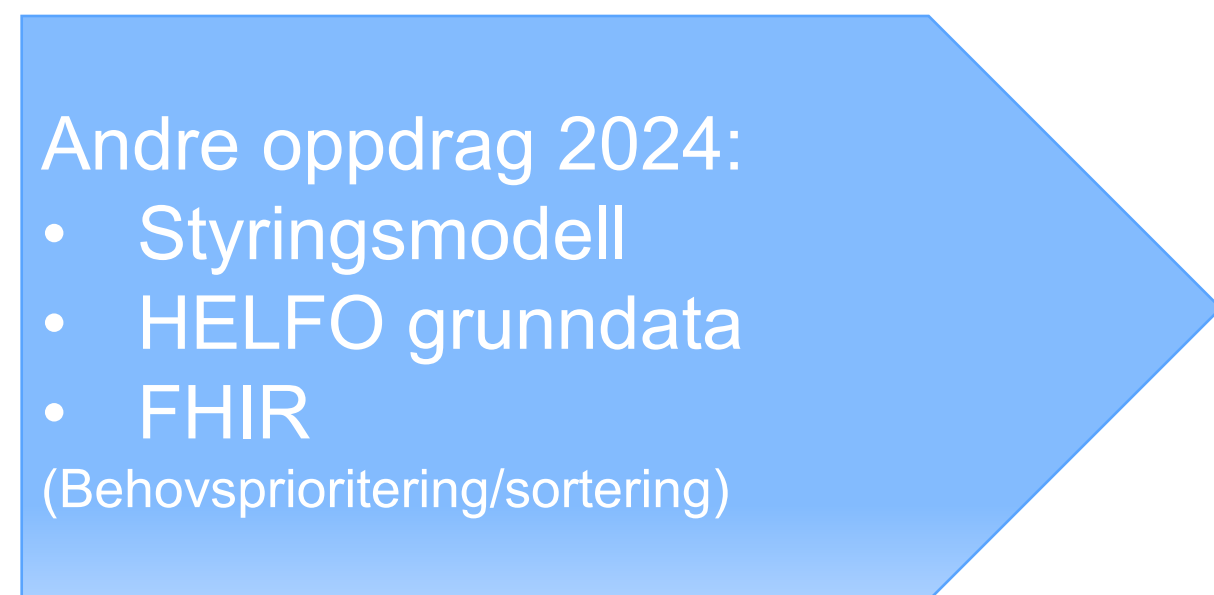 Andre oppdrag 2024:
• Styringsmodell
• HELFO grunndata
• FHIR
(Behovsprioritering/sortering)